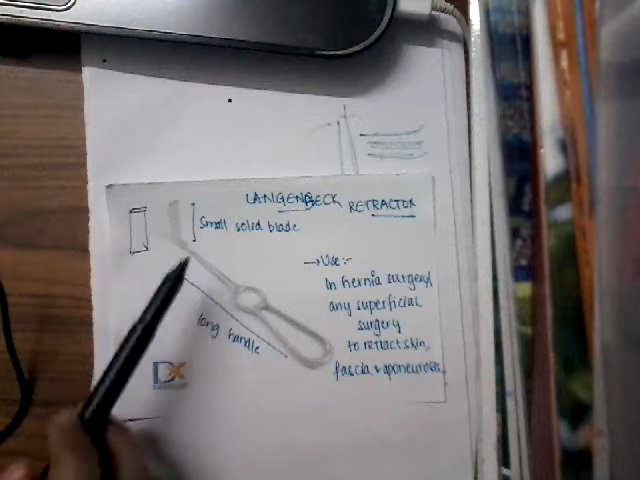 LANGENBECK RETRACTOR
Small solid blade
→ Use:-
In hernia surgery,
any superficial
surgery
to retract skin,
fascia & aponeurosis.
long handle
DX